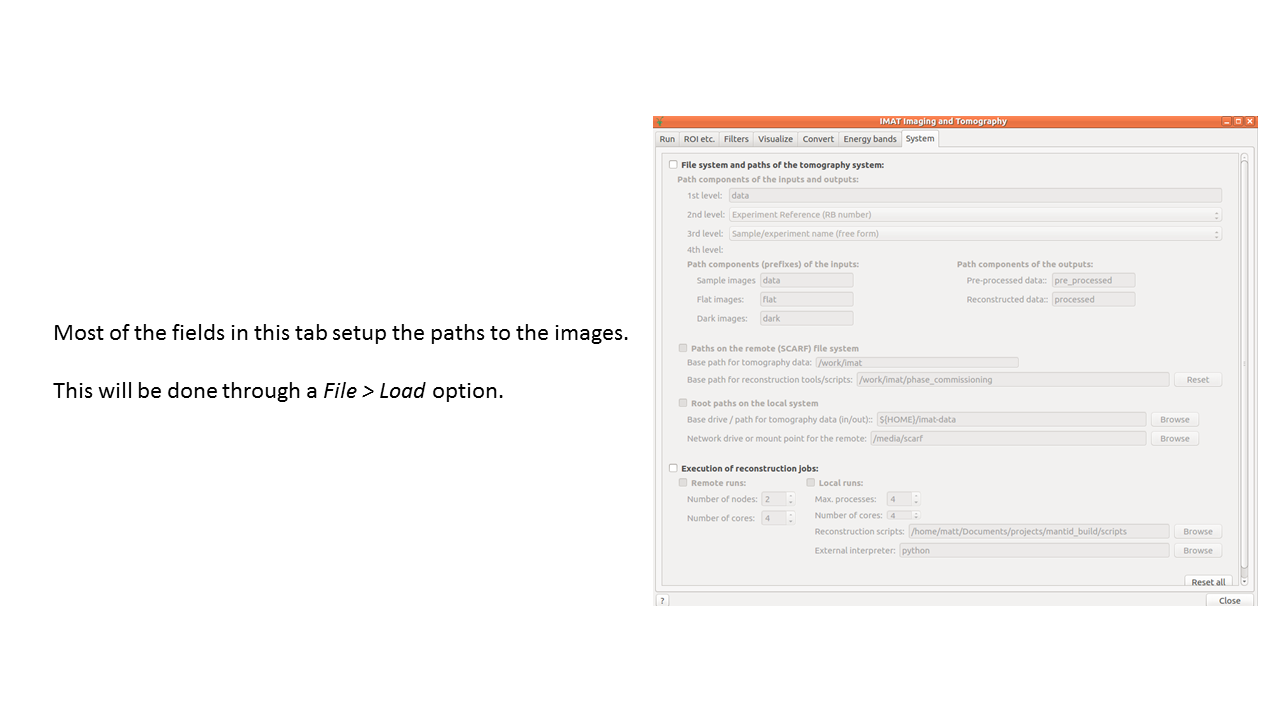 Most of the fields in this tab setup the paths to the images.
This will be done through a File > Load option.
IMAT Imaging and Tomography
Run ROI etc. Filters Visualize Convert Energy bands System
File system and paths of the tomography system:
Path components of the inputs and outputs:
1st level: data
2nd level: Experiment Reference (RB number)
3rd level: Sample/experiment name (free form)
4th level:
Path components (prefixes) of the inputs: Path components of the outputs:
Sample images data Pre-processed data:: pre_processed
Flat images: flat Reconstructed data:: processed
Dark images: dark
Paths on the remote (SCARF) file system
Base path for tomography data: /work/imat
Base path for reconstruction tools/scripts: /work/imat/phase_commissioning Reset
Root paths on the local system
Base drive / path for tomography data (in/out):: ${HOME}/imat-data Browse
Network drive or mount point for the remote: /media/scarf Browse
Execution of reconstruction jobs:
Remote runs: Local runs:
Number of nodes: 2 Max. processes: 4
Number of cores: 4 Number of cores: 4
Reconstruction scripts: /home/matt/Documents/projects/mantid_build/scripts Browse
External interpreter: python Browse
Reset all
? Close